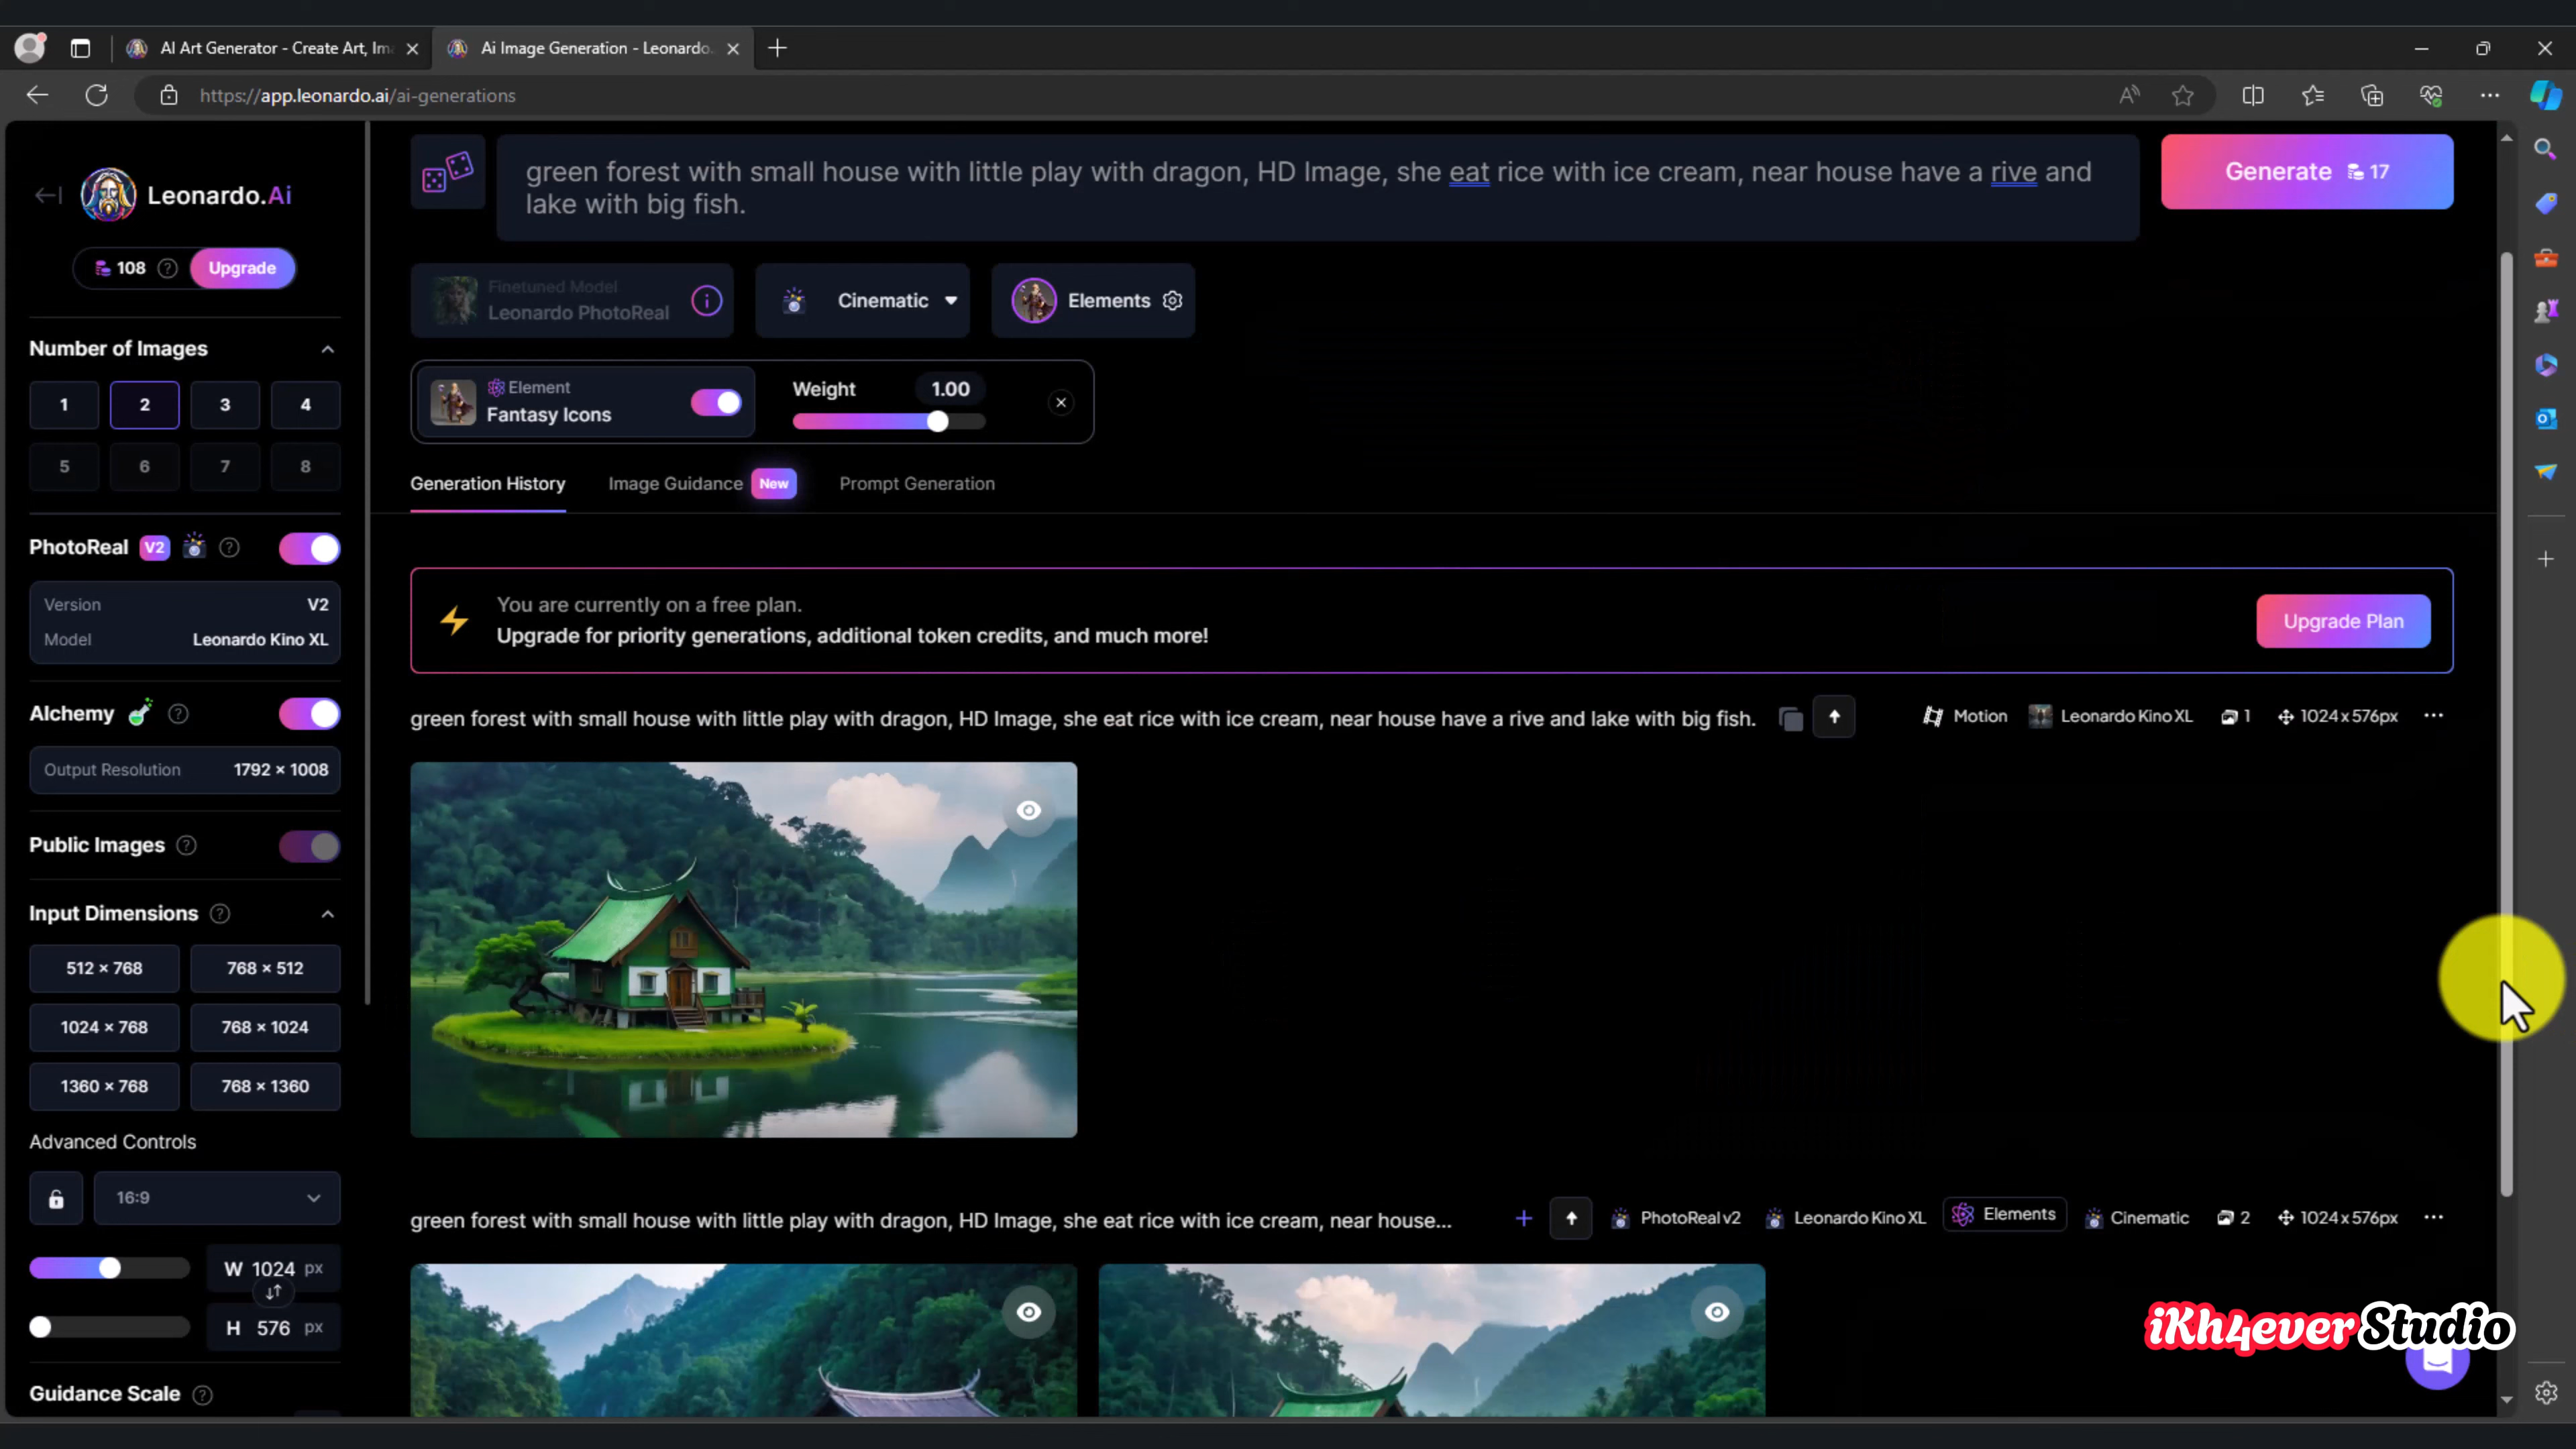 AI Art Generator - Create Art, Im
Ai Image Generation - Leonardo.
https://app.leonardo.ai/ai-generations
Leonardo.Ai
108 Upgrade
green forest with small house with little play with dragon, HD Image, she eat rice with ice cream, near house have a rive and
lake with big fish.
Generate 17
Finetuned Model
Leonardo PhotoReal
Cinematic
Elements
Element
Fantasy Icons
Weight 1.00
Generation History Image Guidance New Prompt Generation
Number of Images
1 2 3 4
5 6 7 8
PhotoReal V2
Version V2
Model Leonardo Kino XL
Alchemy
Output Resolution 1792 × 1008
Public Images
Input Dimensions
512 × 768 768 × 512
1024 × 768 768 × 1024
1360 × 768 768 × 1360
Advanced Controls
16:9
W 1024 px
H 576 px
Guidance Scale
You are currently on a free plan.
Upgrade for priority generations, additional token credits, and much more!
Upgrade Plan
green forest with small house with little play with dragon, HD Image, she eat rice with ice cream, near house have a rive and lake with big fish.
Motion Leonardo Kino XL 1 1024 x 576px
green forest with small house with little play with dragon, HD Image, she eat rice with ice cream, near house...
PhotoReal v2 Leonardo Kino XL Elements Cinematic 2 1024 x 576px
iKh4ever Studio